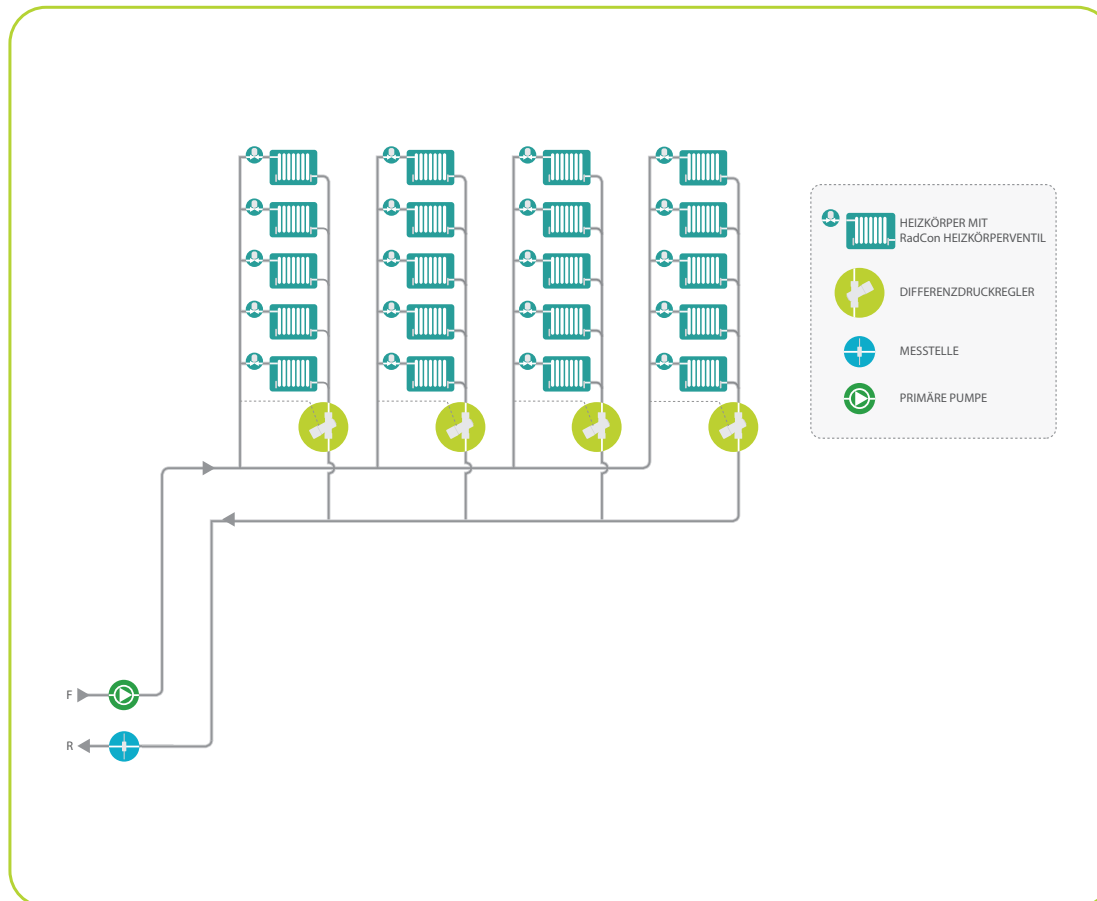 HEIZKÖRPER MIT
RadCon HEIZKÖRPERVENTIL
DIFFERENZDRUCKREGLER
MESSTELLE
PRIMÄRE PUMPE
F
R